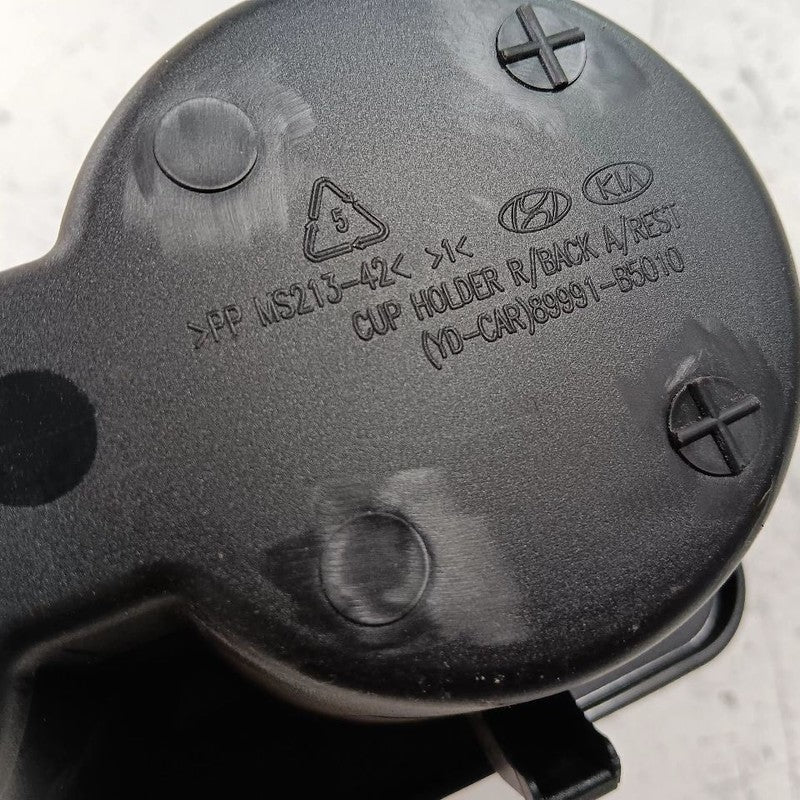 5
KIA
>PP MS213-42< >1<
CUP HOLDER R/BACK A/REST
(YD-CAR)89991-B5010